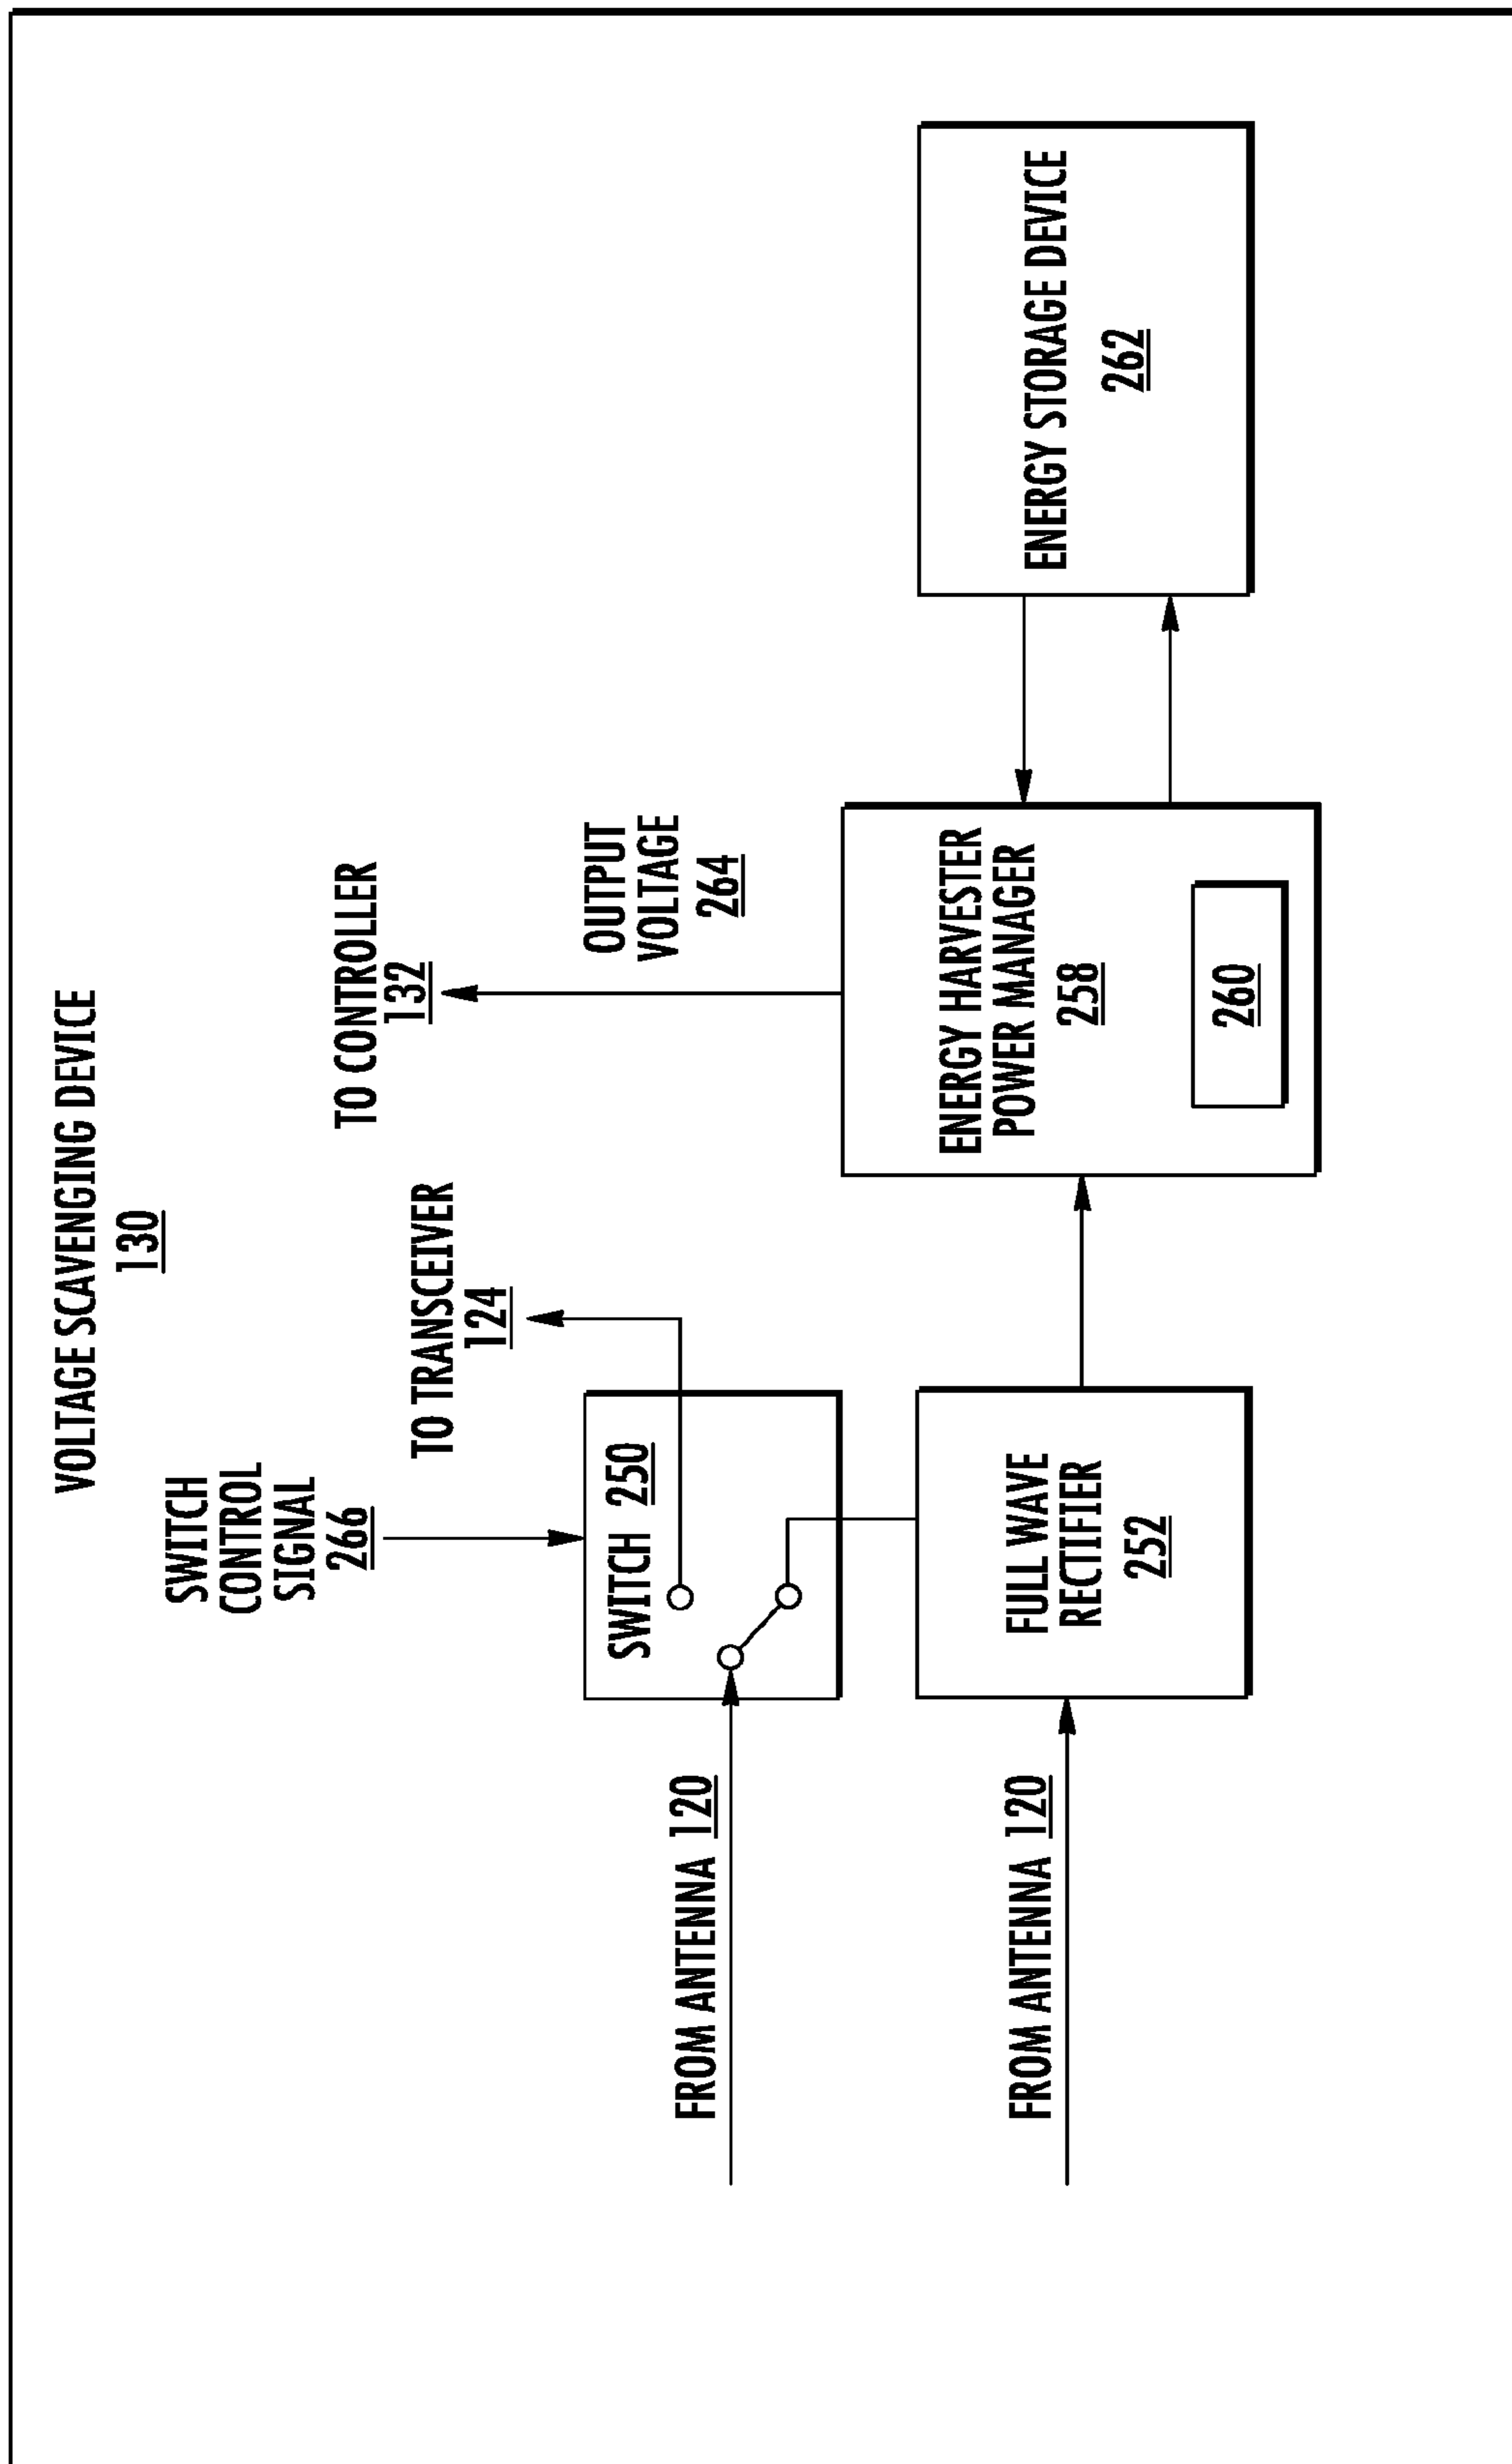 VOLTAGE SCAVENGING DEVICE
130
SWITCH
CONTROL
SIGNAL
266
TO TRANSCEIVER
124
TO CONTROLLER
132
OUTPUT
VOLTAGE
264
SWITCH 250
FROM ANTENNA 120
FROM ANTENNA 120
FULL WAVE
RECTIFIER
252
ENERGY HARVESTER
POWER MANAGER
258
260
ENERGY STORAGE DEVICE
262